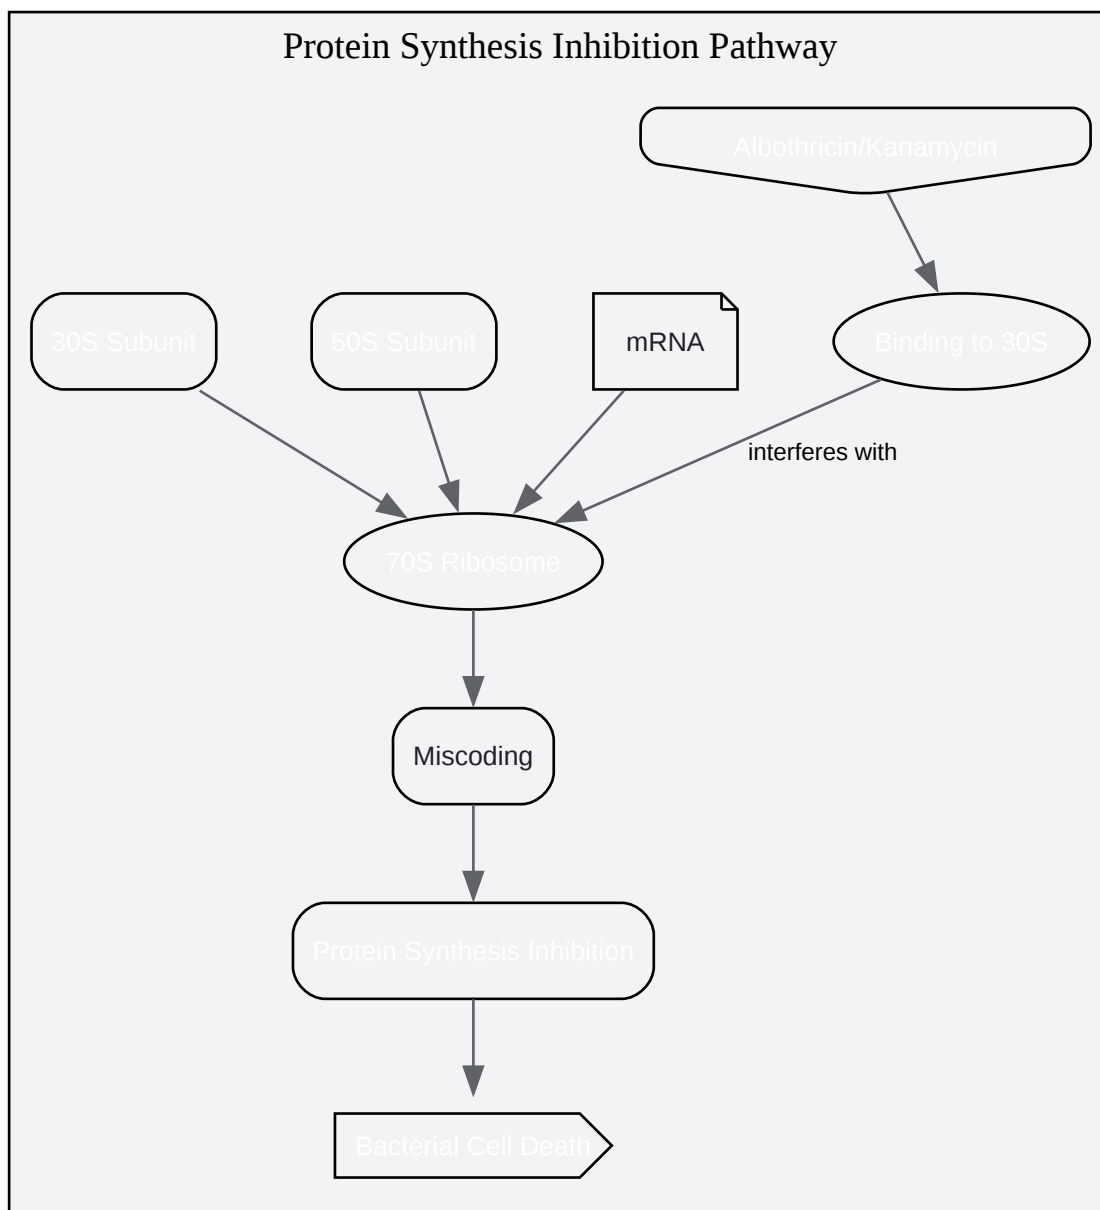 Protein Synthesis Inhibition Pathway
Albothricin/Kanamycin
30S Subunit
50S Subunit
mRNA
Binding to 30S
interferes with
70S Ribosome
Miscoding
Protein Synthesis Inhibition
Bacterial Cell Death